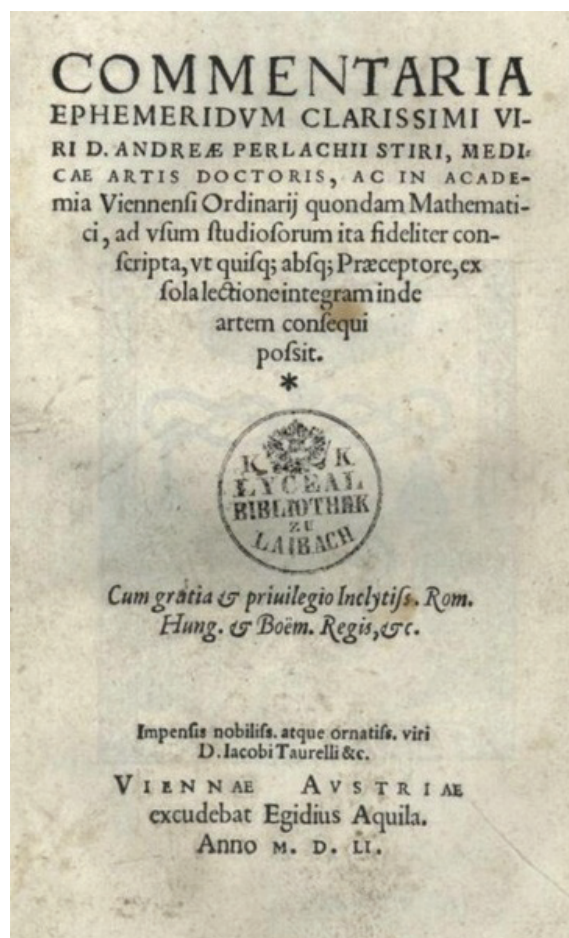 COMMENTARIA
EPHEMERIDVM CLARISSIMI VI-
RI D. ANDREÆ PERLACHII STIRI, MEDI-
CAE ARTIS DOCTORIS, AC IN ACADE-
mia Viennenſi Ordinarij quondam Mathemati-
ci, ad vſum ſtudioſorum ita fideliter con-
ſcripta, vt quiſq; abſq; Præceptore, ex
ſola lectione integram inde
artem conſequi
poſsit.
*
K K
LYCEAL
BIBLIOTHEK
ZU
LAIBACH
Cum gratia & priuilegio Inclytiſs. Rom.
Hung. & Boëm. Regis, &c.
Impenſis nobiliſs. atque ornatiſs. viri
D. Iacobi Taurelli &c.
VIENNAE AVSTRIAE
excudebat Egidius Aquila.
Anno M. D. LI.